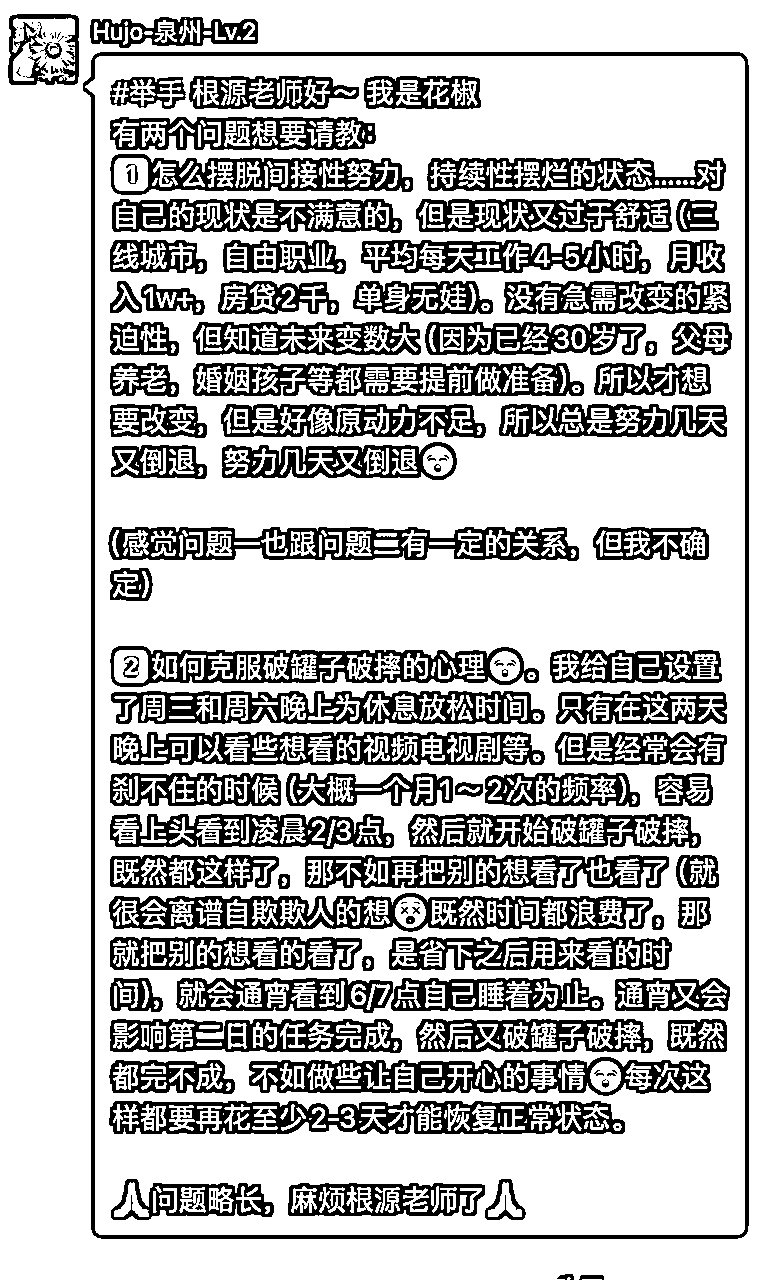 Hujo-泉州-Lv.2
#举手 根源老师好～ 我是花椒
有两个问题想要请教：
1怎么摆脱间接性努力，持续性摆烂的状态……对
自己的现状是不满意的，但是现状又过于舒适（三
线城市，自由职业，平均每天工作4-5小时，月收
入1w+，房贷2千，单身无娃）。没有急需改变的紧
迫性，但知道未来变数大（因为已经30岁了，父母
养老，婚姻孩子等都需要提前做准备）。所以才想
要改变，但是好像原动力不足，所以总是努力几天
又倒退，努力几天又倒退
（感觉问题一也跟问题二有一定的关系，但我不确
定）
2如何克服破罐子破摔的心理。我给自己设置
了周三和周六晚上为休息放松时间。只有在这两天
晚上可以看些想看的视频电视剧等。但是经常会有
刹不住的时候（大概一个月1～2次的频率），容易
看上头看到凌晨2/3点，然后就开始破罐子破摔，
既然都这样了，那不如再把别的想看了也看了（就
很会离谱自欺欺人的想既然时间都浪费了，那
就把别的想看的看了，是省下之后用来看的时
间），就会通宵看到6/7点自己睡着为止。通宵又会
影响第二日的任务完成，然后又破罐子破摔，既然
都完不成，不如做些让自己开心的事情每次这
样都要再花至少2-3天才能恢复正常状态。
🙏问题略长，麻烦根源老师了🙏